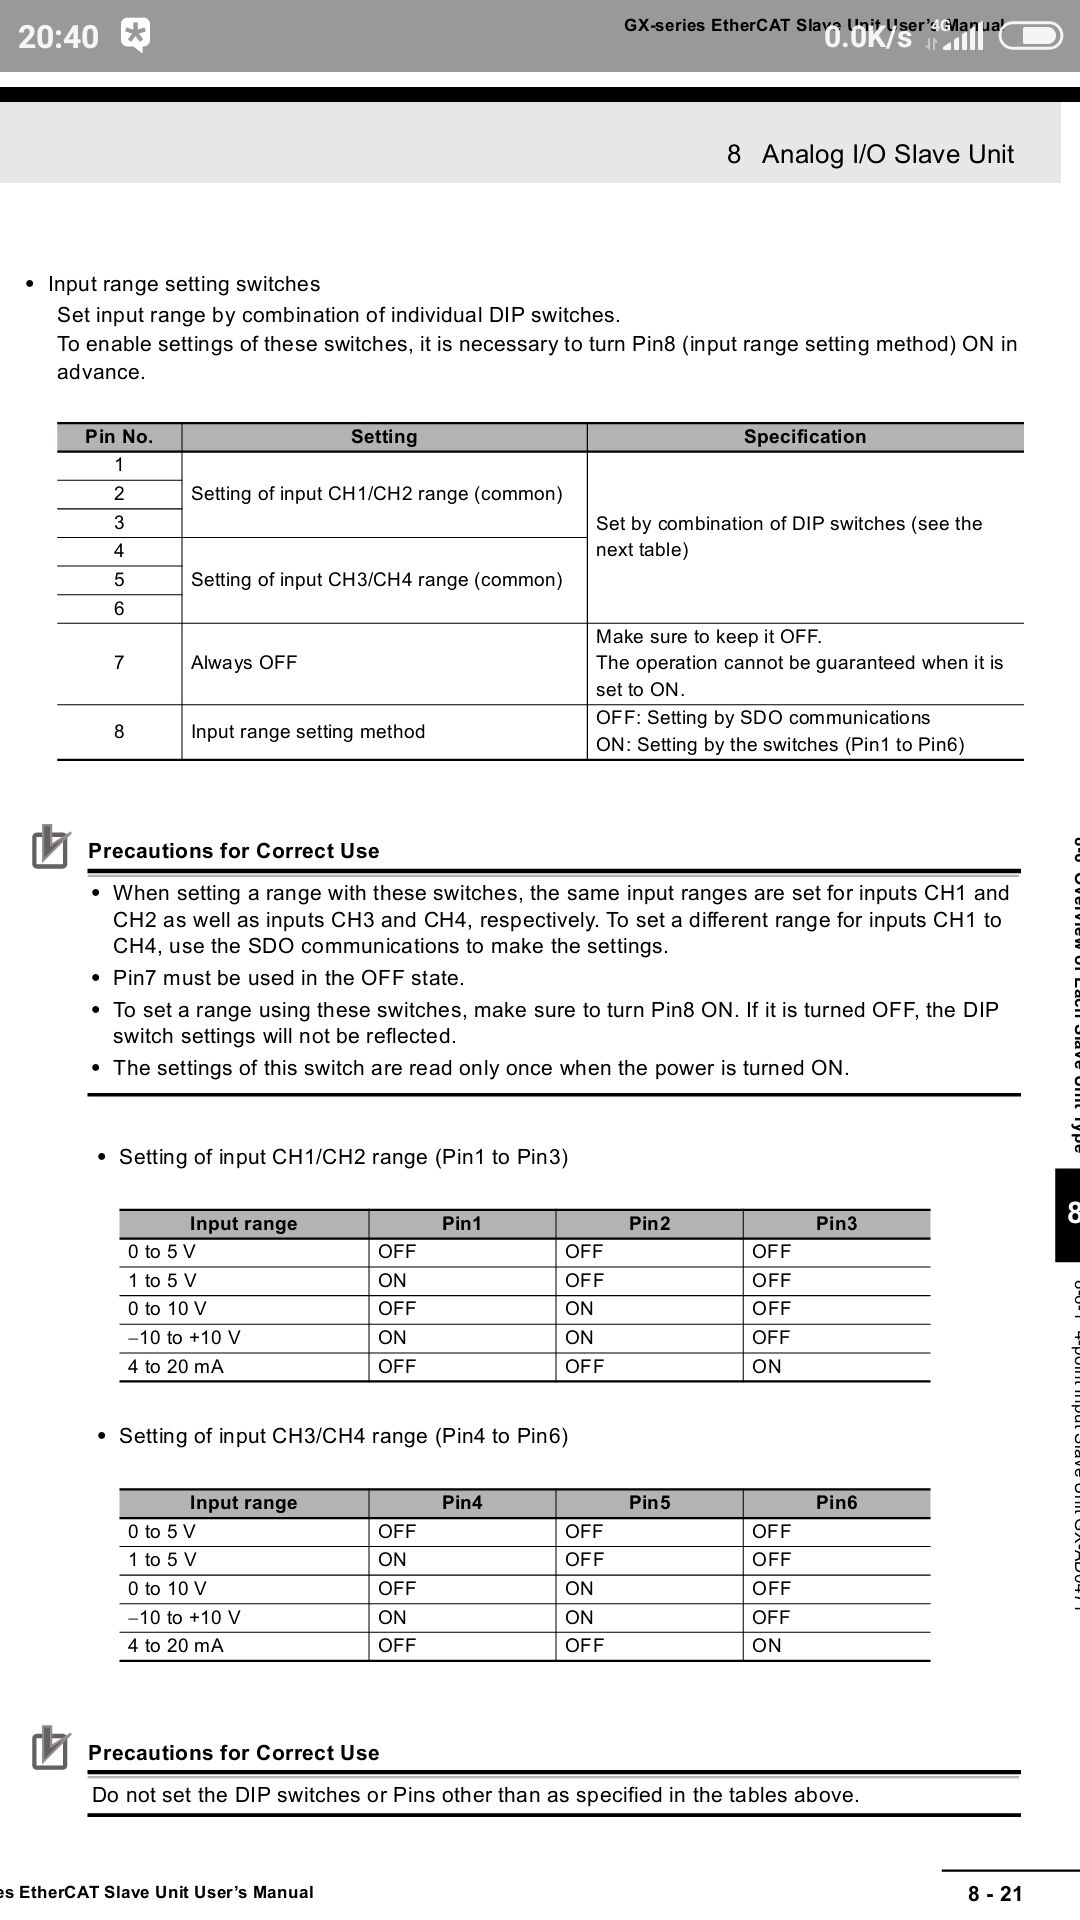 20:40
GX-series EtherCAT Slave Unit User's Manual
0.0K/s 4G
8 Analog I/O Slave Unit
• Input range setting switches
Set input range by combination of individual DIP switches.
To enable settings of these switches, it is necessary to turn Pin8 (input range setting method) ON in
advance.
Pin No. Setting Specification
1
2 Setting of input CH1/CH2 range (common)
3 Set by combination of DIP switches (see the
4 next table)
5 Setting of input CH3/CH4 range (common)
6
Make sure to keep it OFF.
7 Always OFF The operation cannot be guaranteed when it is
set to ON.
OFF: Setting by SDO communications
8 Input range setting method
ON: Setting by the switches (Pin1 to Pin6)
Precautions for Correct Use
• When setting a range with these switches, the same input ranges are set for inputs CH1 and
CH2 as well as inputs CH3 and CH4, respectively. To set a different range for inputs CH1 to
CH4, use the SDO communications to make the settings.
• Pin7 must be used in the OFF state.
• To set a range using these switches, make sure to turn Pin8 ON. If it is turned OFF, the DIP
switch settings will not be reflected.
• The settings of this switch are read only once when the power is turned ON.
• Setting of input CH1/CH2 range (Pin1 to Pin3)
Input range Pin1 Pin2 Pin3
0 to 5 V OFF OFF OFF
1 to 5 V ON OFF OFF
0 to 10 V OFF ON OFF
−10 to +10 V ON ON OFF
4 to 20 mA OFF OFF ON
• Setting of input CH3/CH4 range (Pin4 to Pin6)
Input range Pin4 Pin5 Pin6
0 to 5 V OFF OFF OFF
1 to 5 V ON OFF OFF
0 to 10 V OFF ON OFF
−10 to +10 V ON ON OFF
4 to 20 mA OFF OFF ON
Precautions for Correct Use
Do not set the DIP switches or Pins other than as specified in the tables above.
8
es EtherCAT Slave Unit User's Manual
8 - 21